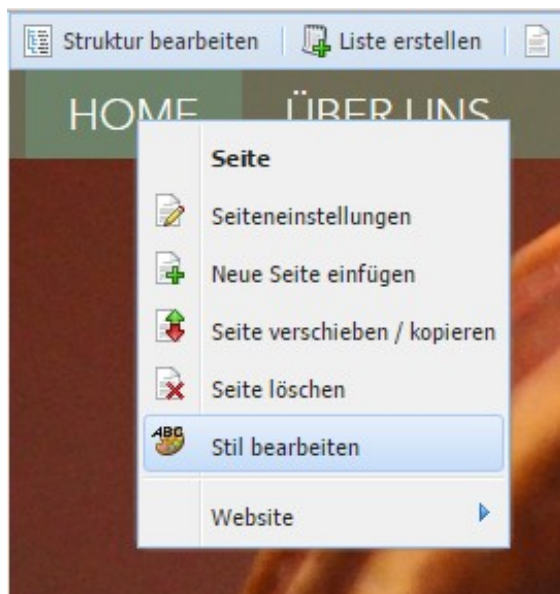 Struktur bearbeiten Liste erstellen
HOME ÜBER UNS
Seite
Seiteneinstellungen
Neue Seite einfügen
Seite verschieben / kopieren
Seite löschen
ABC
Stil bearbeiten
Website